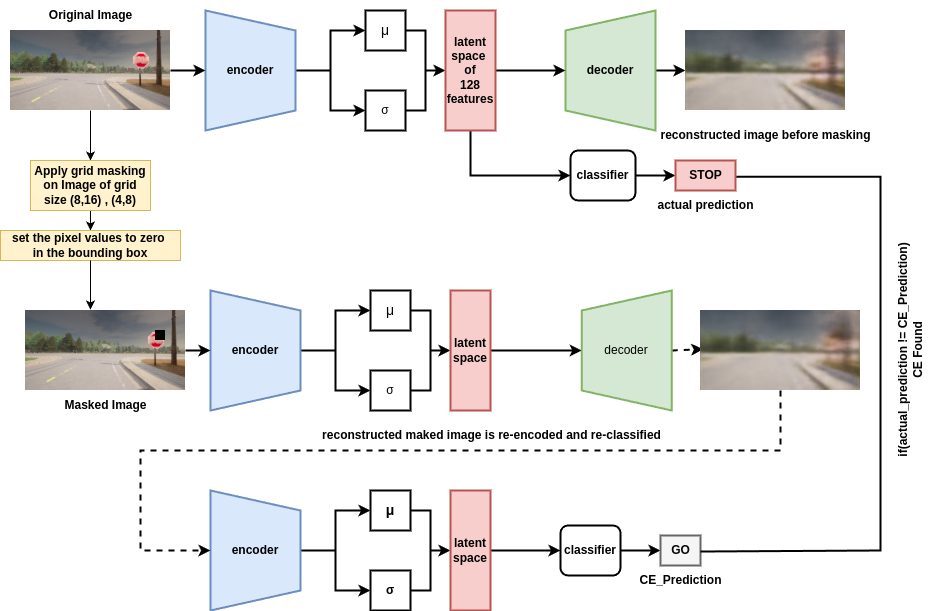 Original Image
encoder
μ
σ
latent
space
of
128
features
decoder
reconstructed image before masking
classifier
STOP
actual prediction
Apply grid masking
on Image of grid
size (8,16) , (4,8)
set the pixel values to zero
in the bounding box
Masked Image
encoder
μ
σ
latent
space
decoder
if(actual_prediction != CE_Prediction)
CE Found
reconstructed maked image is re-encoded and re-classified
encoder
μ
σ
latent
space
classifier
GO
CE_Prediction